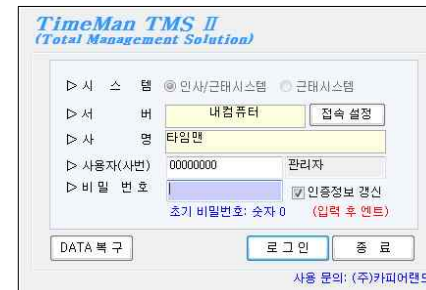 TimeMan TMS Ⅱ
(Total Management Solution)
▷ 시 스 템 인사/근태시스템 근태시스템
▷ 서 버 내컴퓨터 접속 설정
▷ 사 명 타임맨
▷ 사용자(사번) 00000000 관리자
▷ 비 밀 번 호 인증정보 갱신
초기 비밀번호: 숫자 0 (입력 후 엔트)
DATA 복 구 로 그 인 종 료
사용 문의: (주)카피어랜드